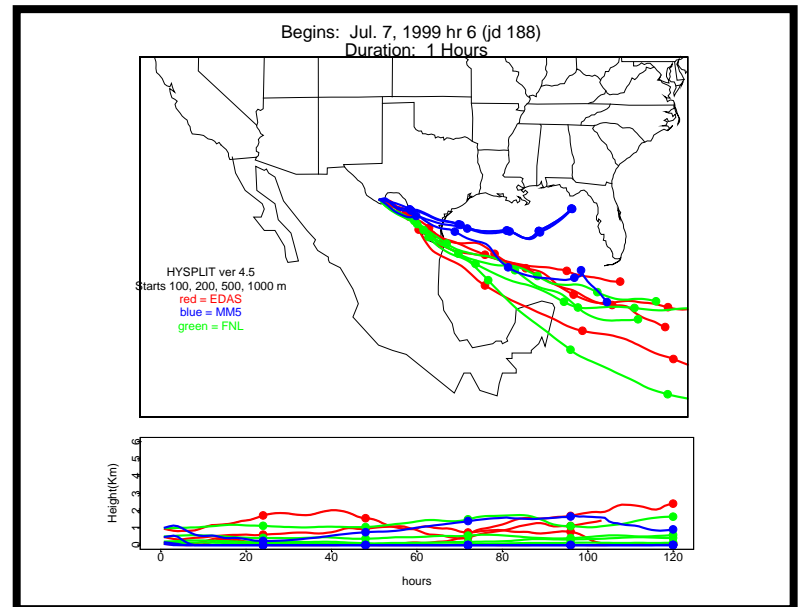 Begins:  Jul. 7, 1999 hr 6 (jd 188)
Duration:  1 Hours
HYSPLIT ver 4.5
Starts 100, 200, 500, 1000 m
red = EDAS
blue = MM5
green = FNL
Height(Km)
6
5
4
3
2
1
0
0 20 40 60 80 100 120
hours